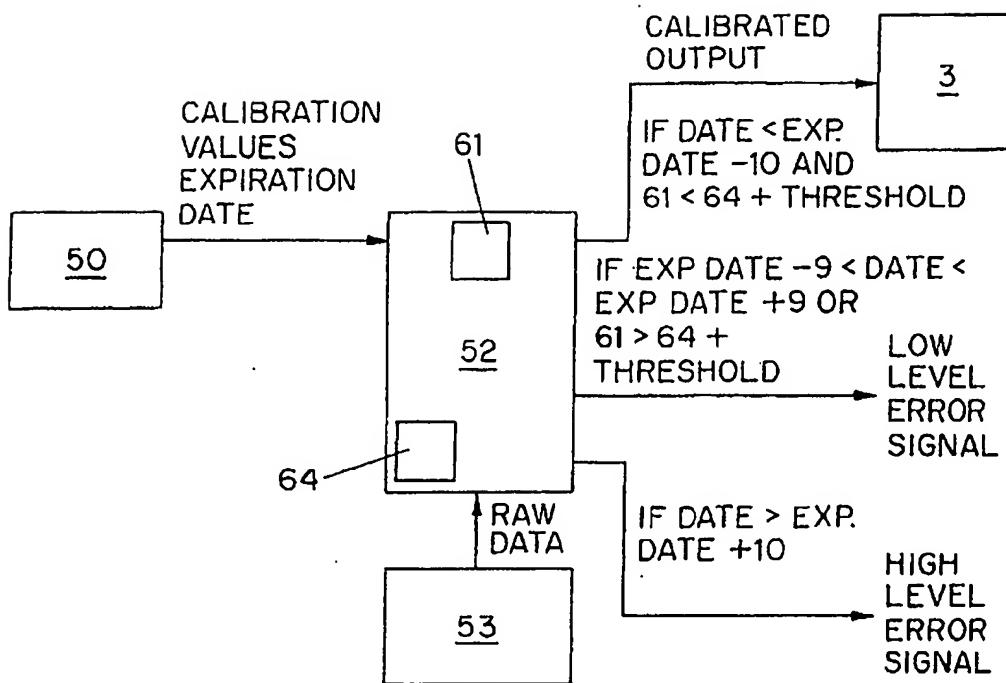 CALIBRATED
OUTPUT
3
CALIBRATION
VALUES
EXPIRATION
DATE
61
IF DATE < EXP.
DATE -10 AND
61 < 64 + THRESHOLD
50
IF EXP DATE -9 < DATE <
EXP DATE +9 OR
61 > 64 +
THRESHOLD
52
LOW
LEVEL
ERROR
SIGNAL
64
RAW
DATA
IF DATE > EXP.
DATE +10
53
HIGH
LEVEL
ERROR
SIGNAL